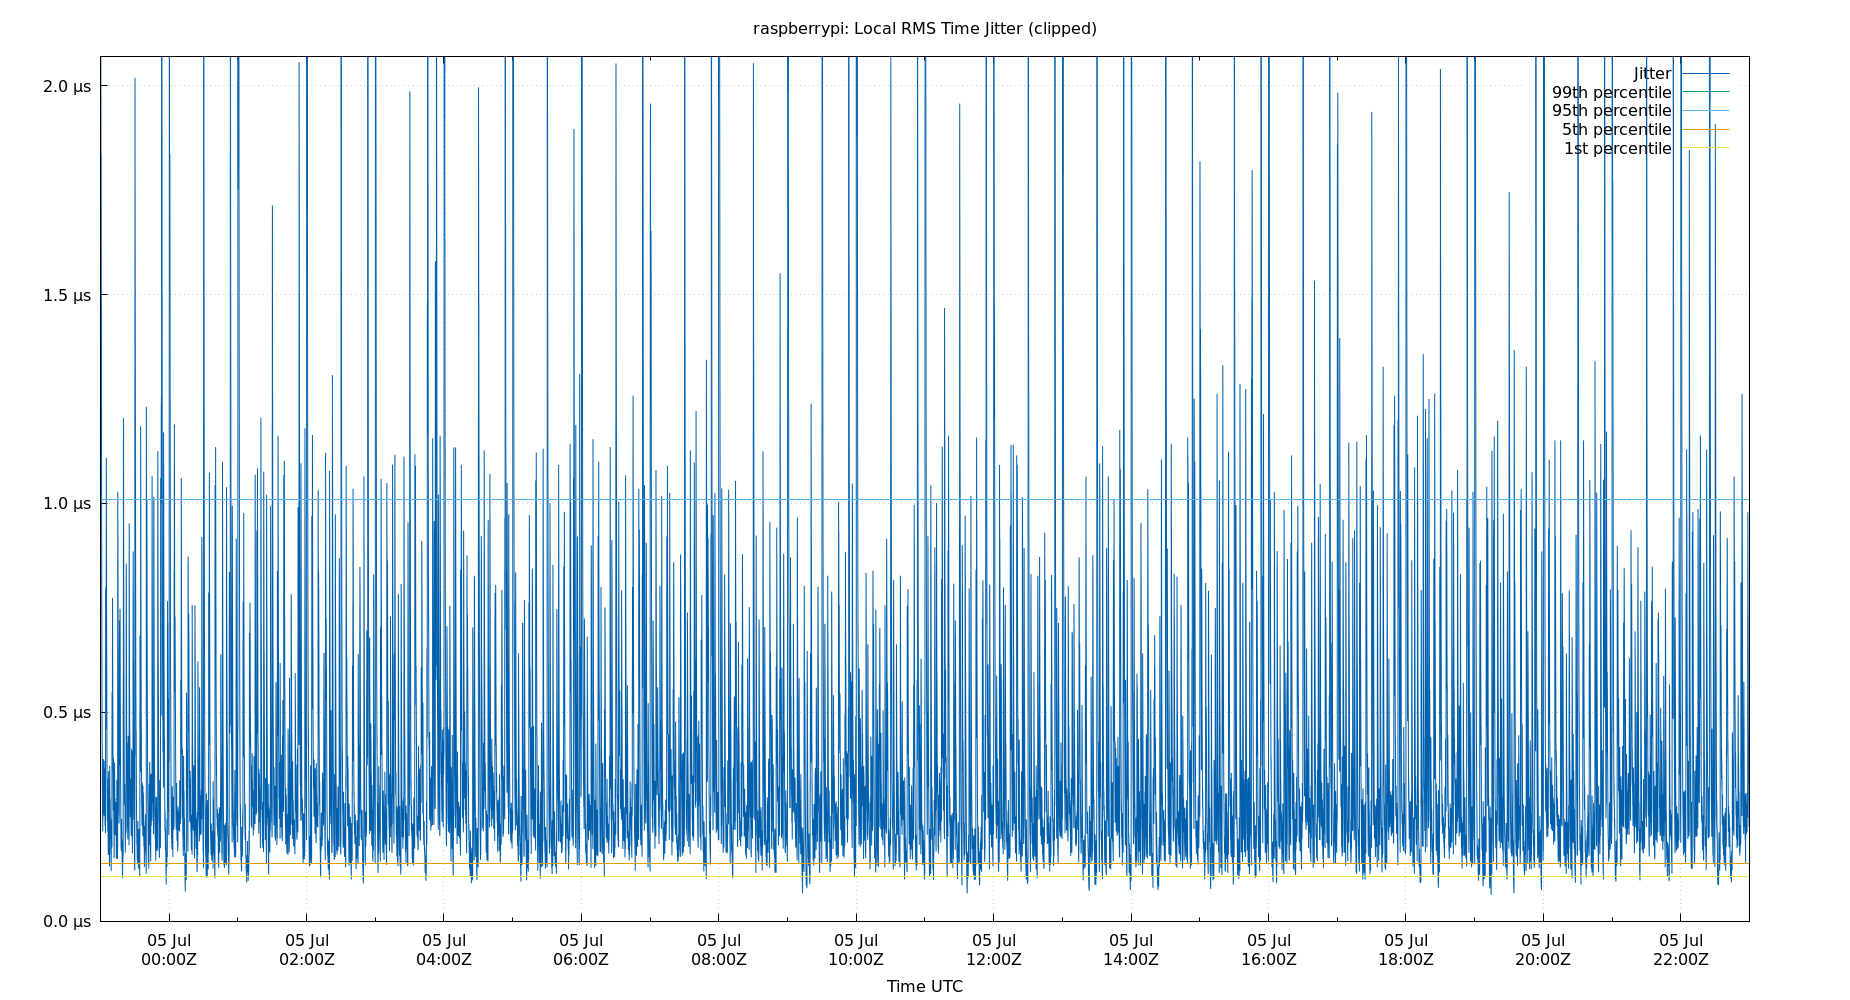 raspberrypi: Local RMS Time Jitter (clipped)
2.0 µs
1.5 µs
1.0 µs
0.5 µs
0.0 µs
Jitter
99th percentile
95th percentile
5th percentile
1st percentile
05 Jul 05 Jul 05 Jul 05 Jul 05 Jul 05 Jul 05 Jul 05 Jul 05 Jul 05 Jul 05 Jul 05 Jul
00:00Z 02:00Z 04:00Z 06:00Z 08:00Z 10:00Z 12:00Z 14:00Z 16:00Z 18:00Z 20:00Z 22:00Z
Time UTC